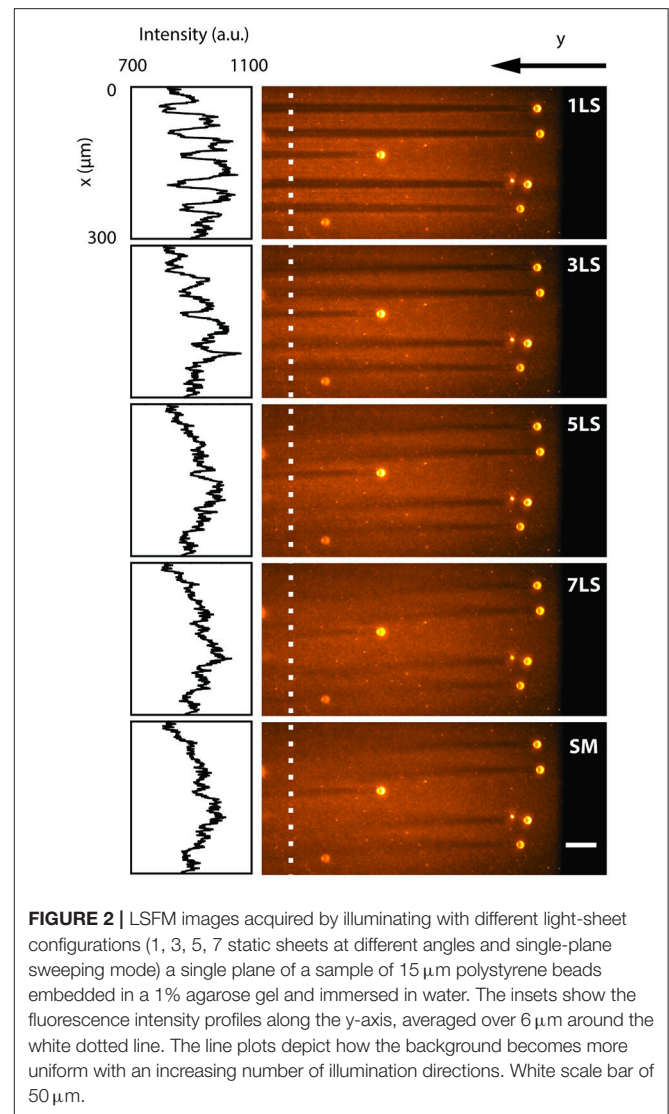 Intensity (a.u.)
y
700
1100
0
x (μm)
300
1LS
3LS
5LS
7LS
SM
FIGURE 2 | LSFM images acquired by illuminating with different light-sheet
configurations (1, 3, 5, 7 static sheets at different angles and single-plane
sweeping mode) a single plane of a sample of 15 μm polystyrene beads
embedded in a 1% agarose gel and immersed in water. The insets show the
fluorescence intensity profiles along the y-axis, averaged over 6 μm around the
white dotted line. The line plots depict how the background becomes more
uniform with an increasing number of illumination directions. White scale bar of
50 μm.